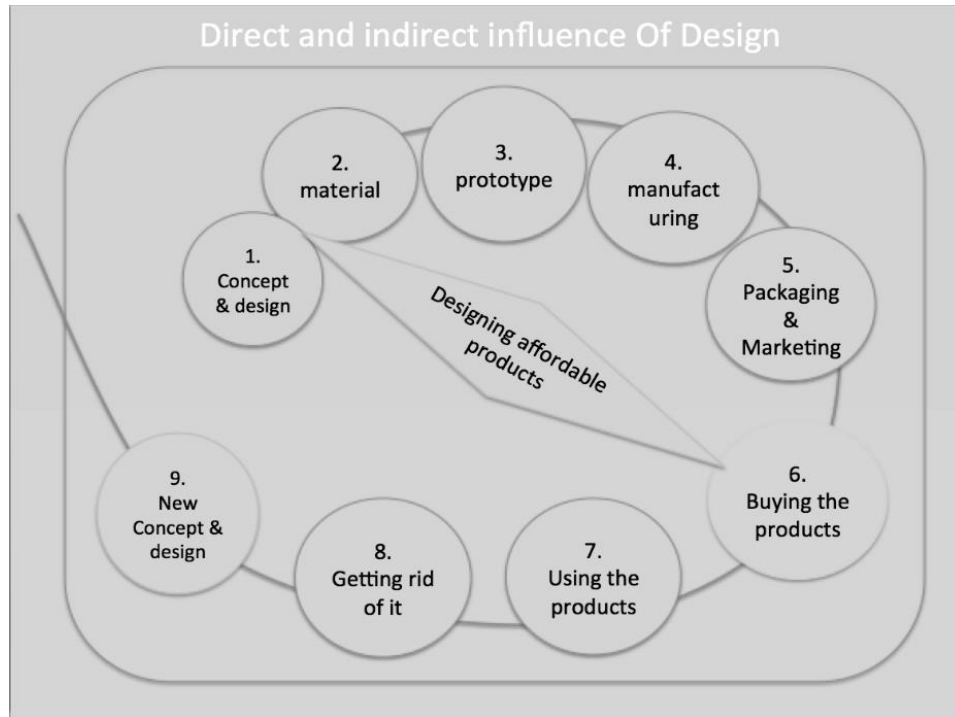 Direct and indirect influence Of Design
1.
Concept
& design
2.
material
3.
prototype
4.
manufact
uring
5.
Packaging
&
Marketing
Designing affordable
products
6.
Buying the
products
7.
Using the
products
8.
Getting rid
of it
9.
New
Concept &
design